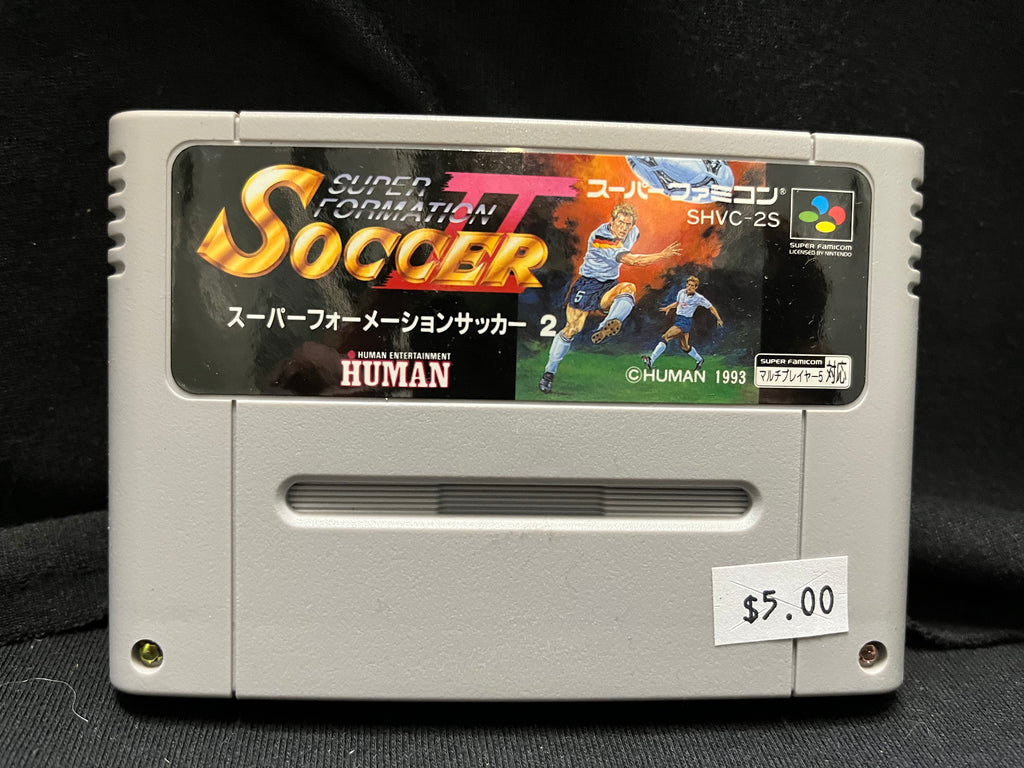 SUPER
FORMATION
SOCCER II
スーパーフォーメーションサッカー 2
HUMAN ENTERTAINMENT
HUMAN
スーパーファミコン®
SHVC-2S
SUPER FAMICOM
LICENSED BY NINTENDO
5
©HUMAN 1993
SUPER FAMICOM
マルチプレイヤー5 対応
$5.00